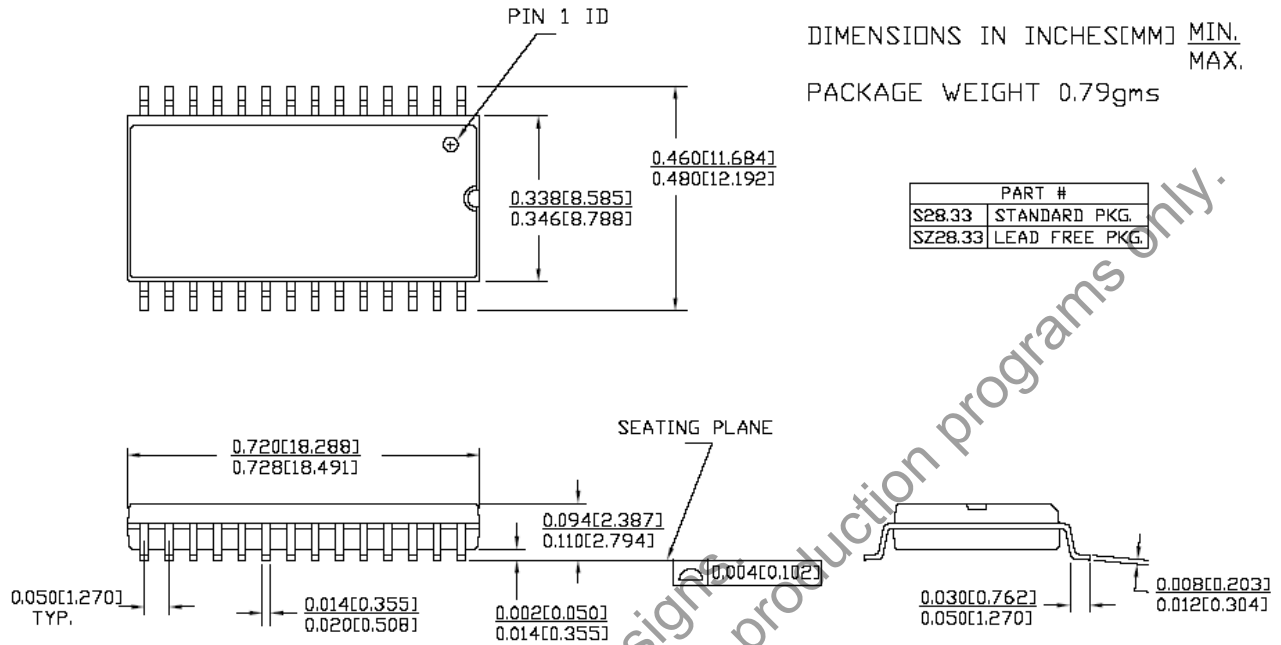 PIN 1 ID
DIMENSIONS IN INCHES[MM] MIN.
MAX.
PACKAGE WEIGHT 0.79gms
0.460[11.684]
0.480[12.192]
0.338[8.585]
0.346[8.788]
PART #
S28.33 STANDARD PKG.
SZ28.33 LEAD FREE PKG.
SEATING PLANE
0.720[18.288]
0.728[18.491]
0.094[2.387]
0.110[2.794]
0.004[0.102]
0.050[1.270]
TYP.
0.014[0.355]
0.020[0.508]
0.002[0.050]
0.014[0.355]
0.030[0.762]
0.050[1.270]
0.008[0.203]
0.012[0.304]
signs.
production programs only.